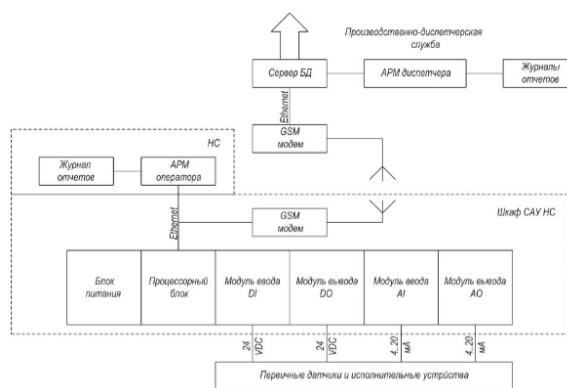 Производственно-диспетчерская
служба
Сервер БД
АРМ диспетчера
Журналы
отчетов
Ethernet
GSM
модем
НС
Журнал
отчетов
АРМ
оператора
Шкаф САУ НС
Ethernet
GSM
модем
Блок
питания
Процессорный
блок
Модуль ввода
DI
Модуль вывода
DO
Модуль ввода
AI
Модуль вывода
AO
24
VDC
24
VDC
4..20
мА
4..20
мА
Первичные датчики и исполнительные устрйства